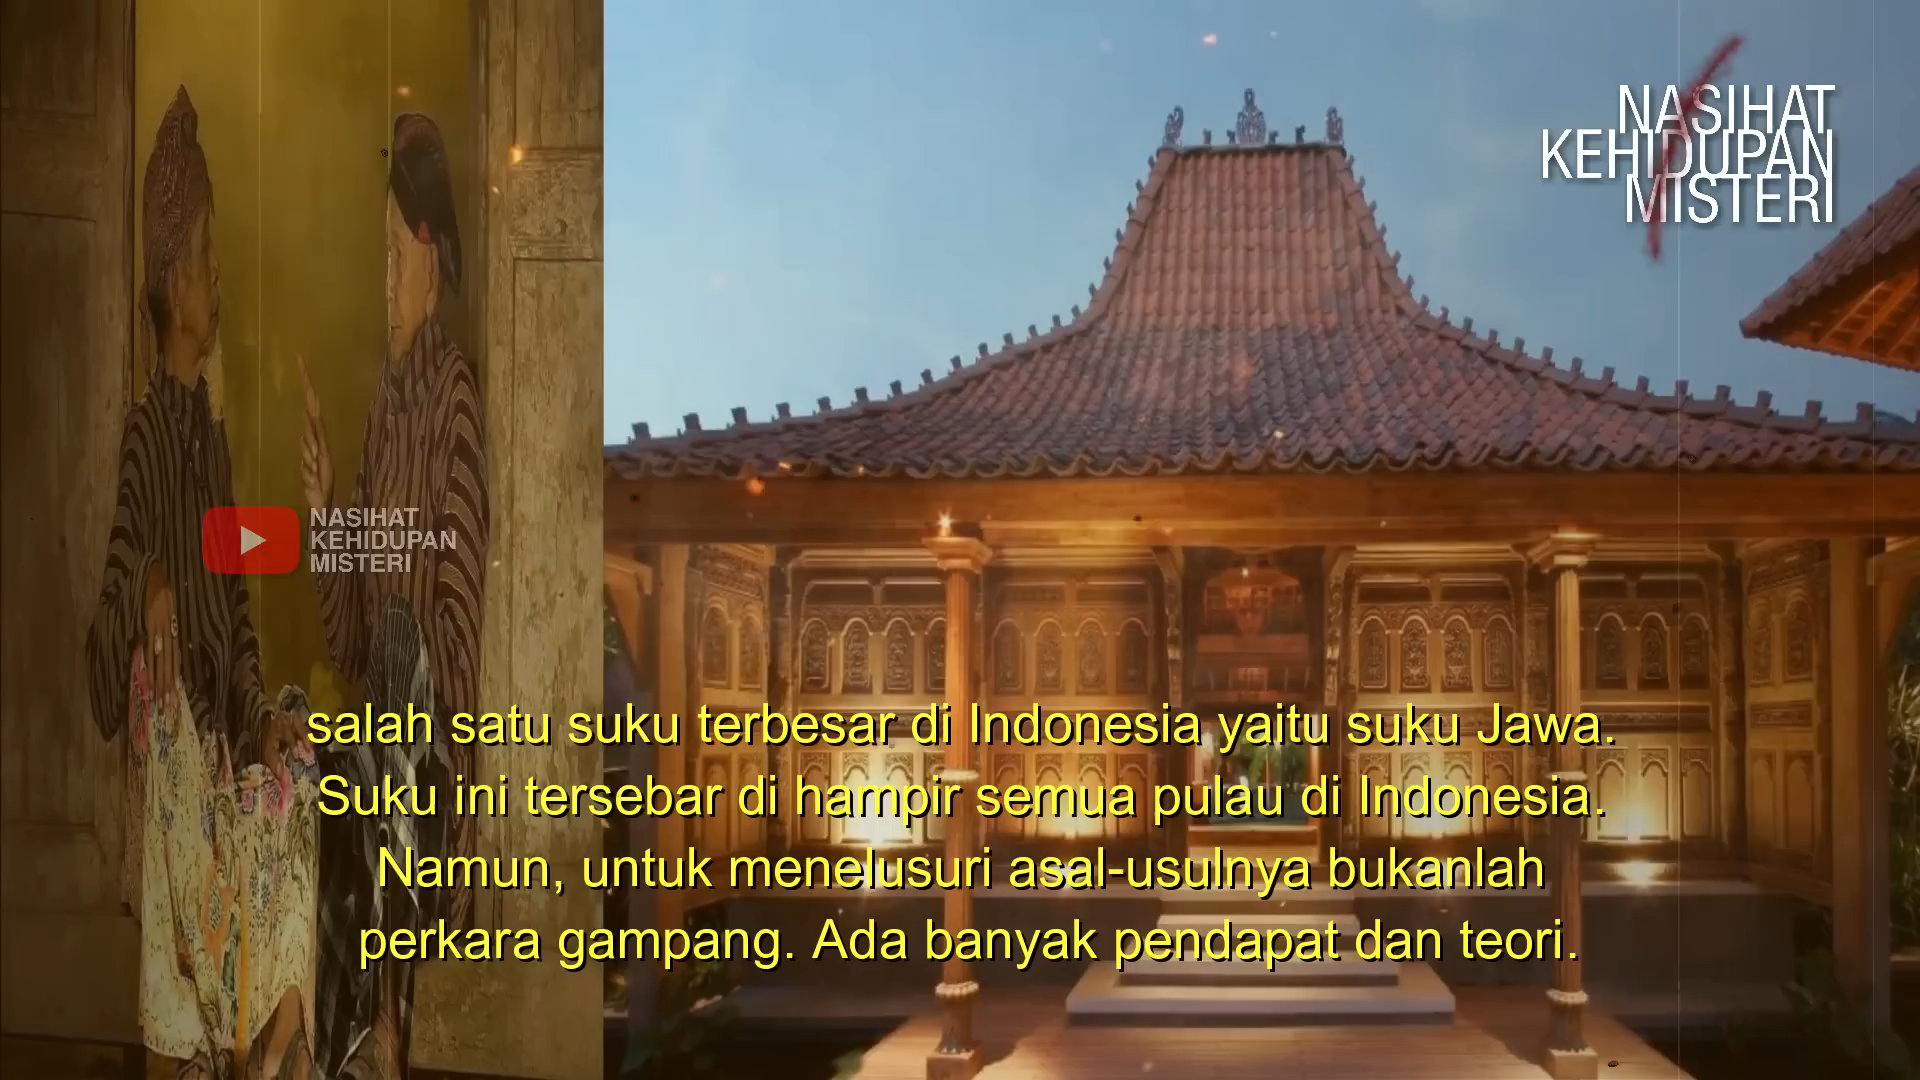 NASIHAT
KEHIDUPAN
MISTERI
NASIHAT
KEHIDUPAN
MISTERI
salah satu suku terbesar di Indonesia yaitu suku Jawa.
Suku ini tersebar di hampir semua pulau di Indonesia.
Namun, untuk menelusuri asal-usulnya bukanlah
perkara gampang. Ada banyak pendapat dan teori.